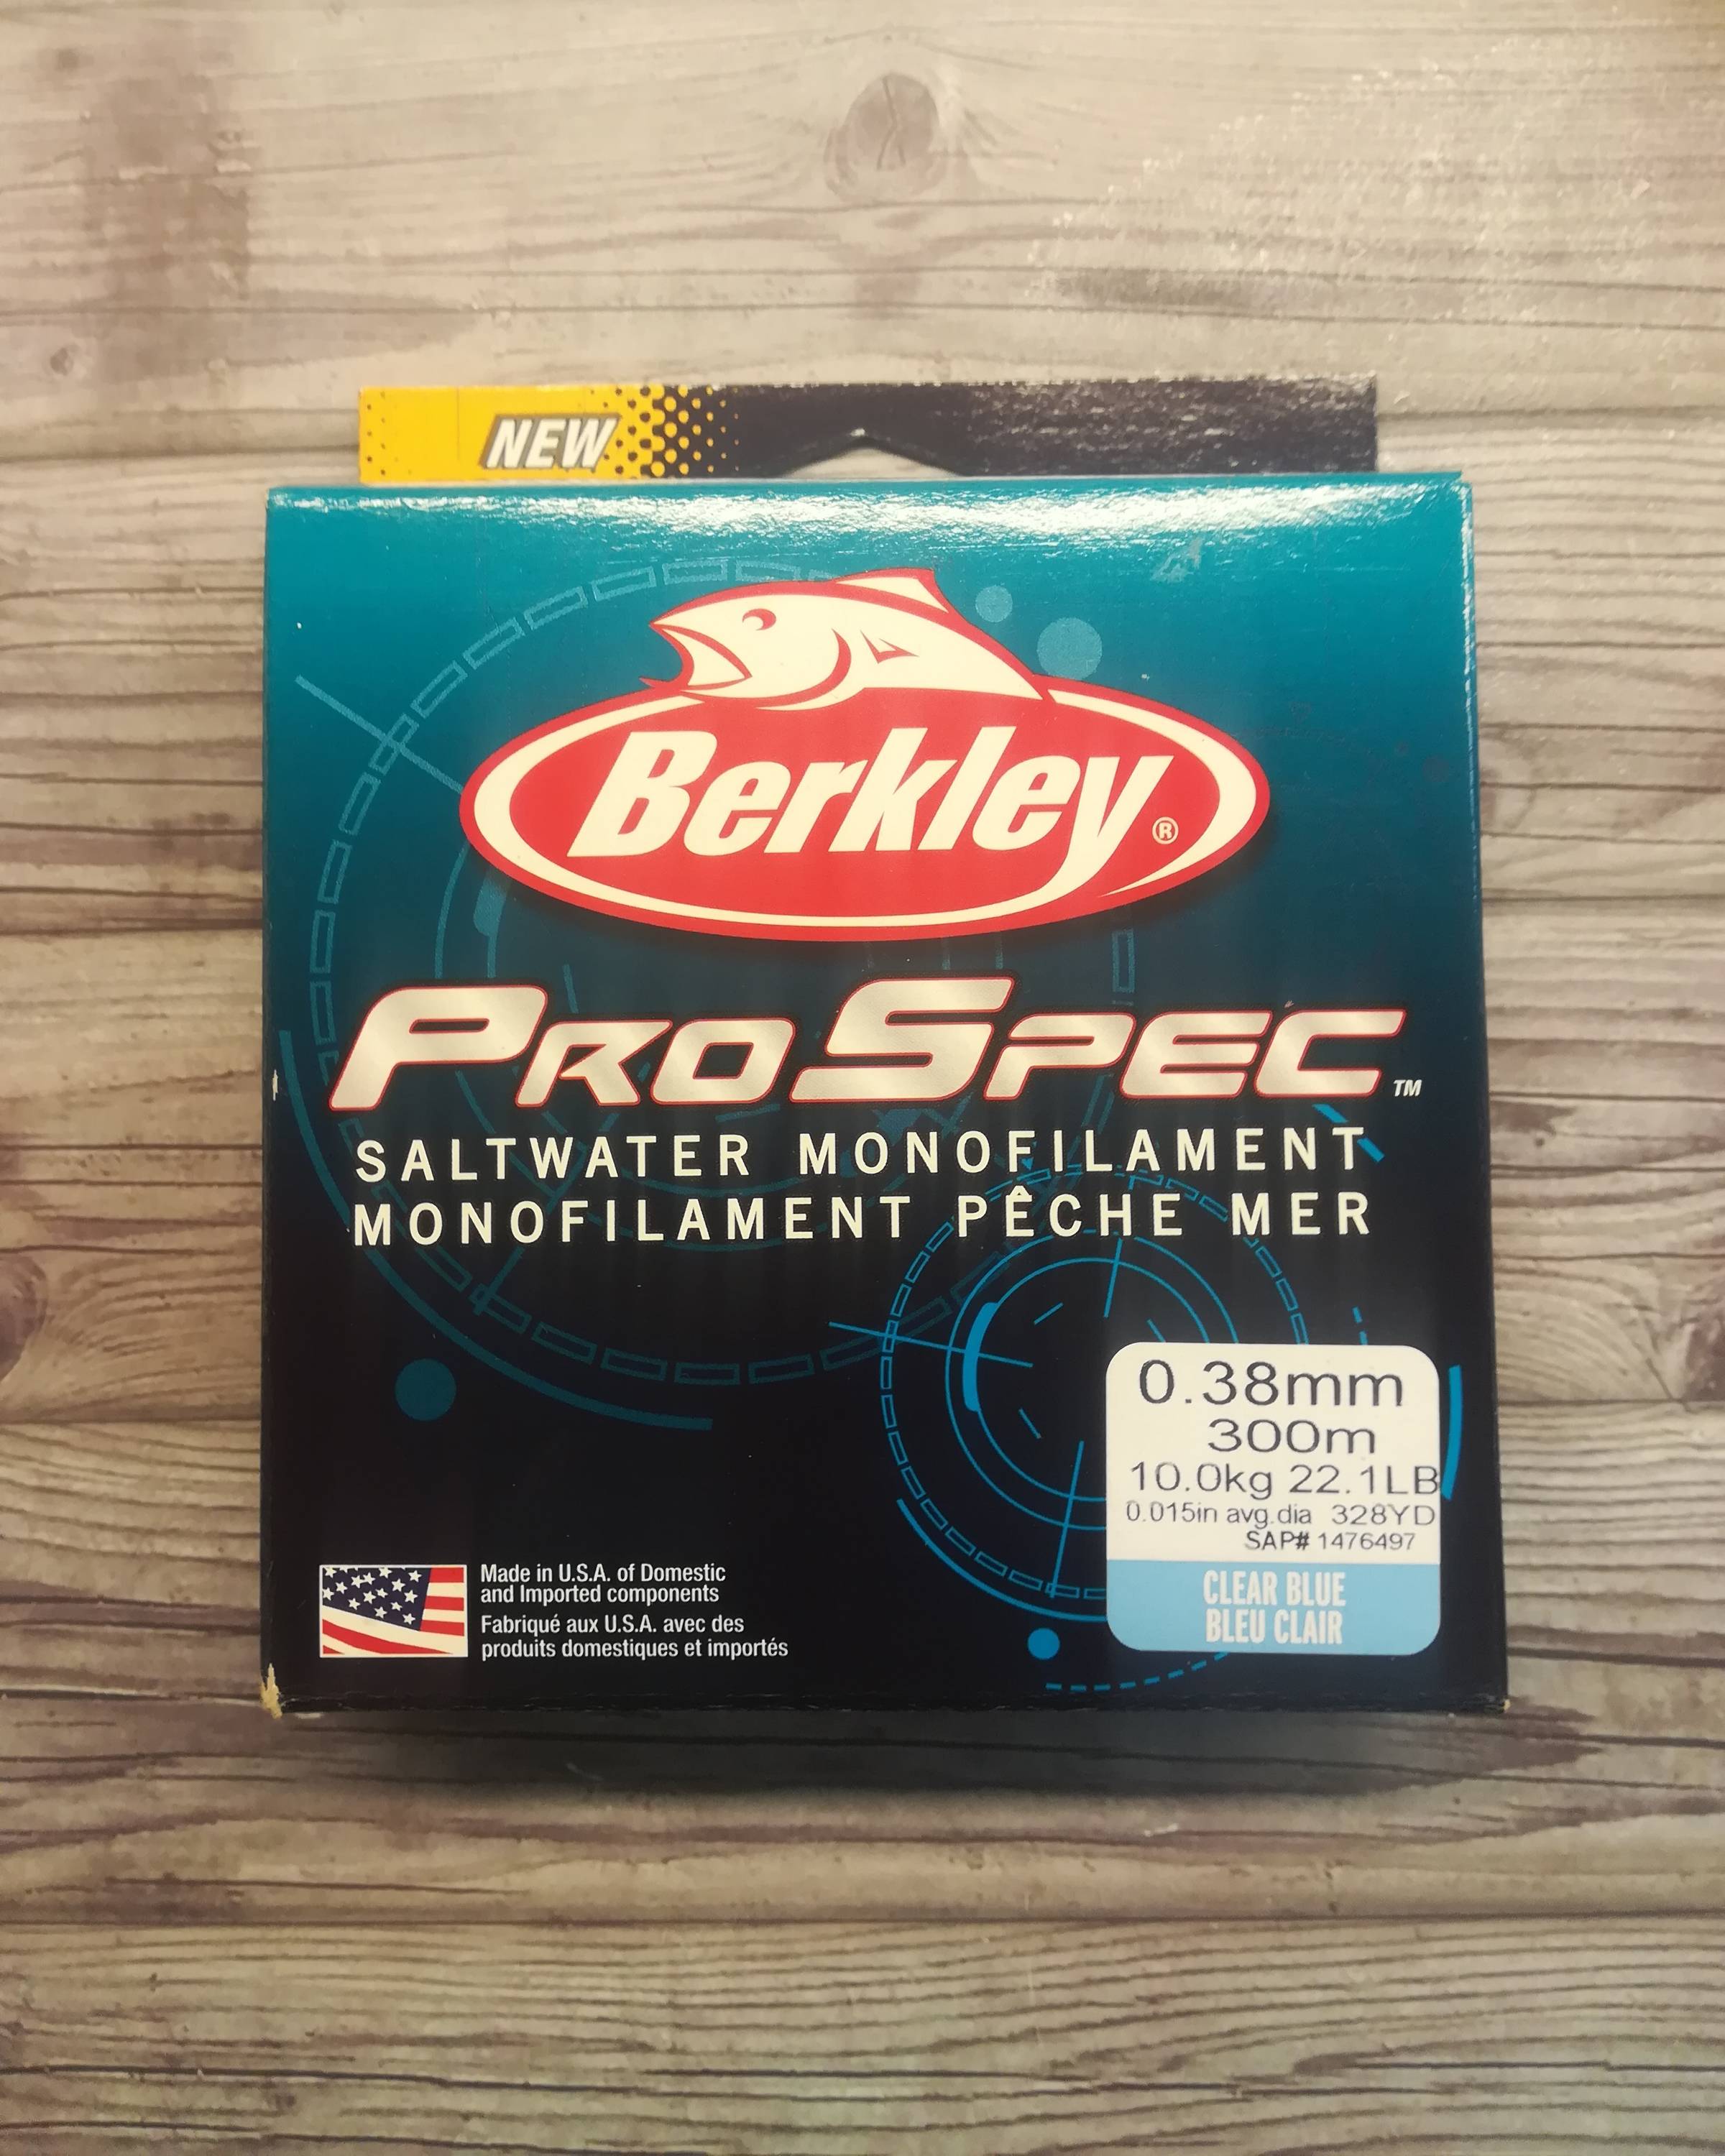 NEW
Berkley®
PROSPEC™
SALTWATER MONOFILAMENT
MONOFILAMENT PÊCHE MER
0.38mm
300m
10.0kg 22.1LB
0.015in avg.dia 328YD
SAP# 1476497
CLEAR BLUE
BLEU CLAIR
Made in U.S.A. of Domestic
and Imported components
Fabriqué aux U.S.A. avec des
produits domestiques et importés